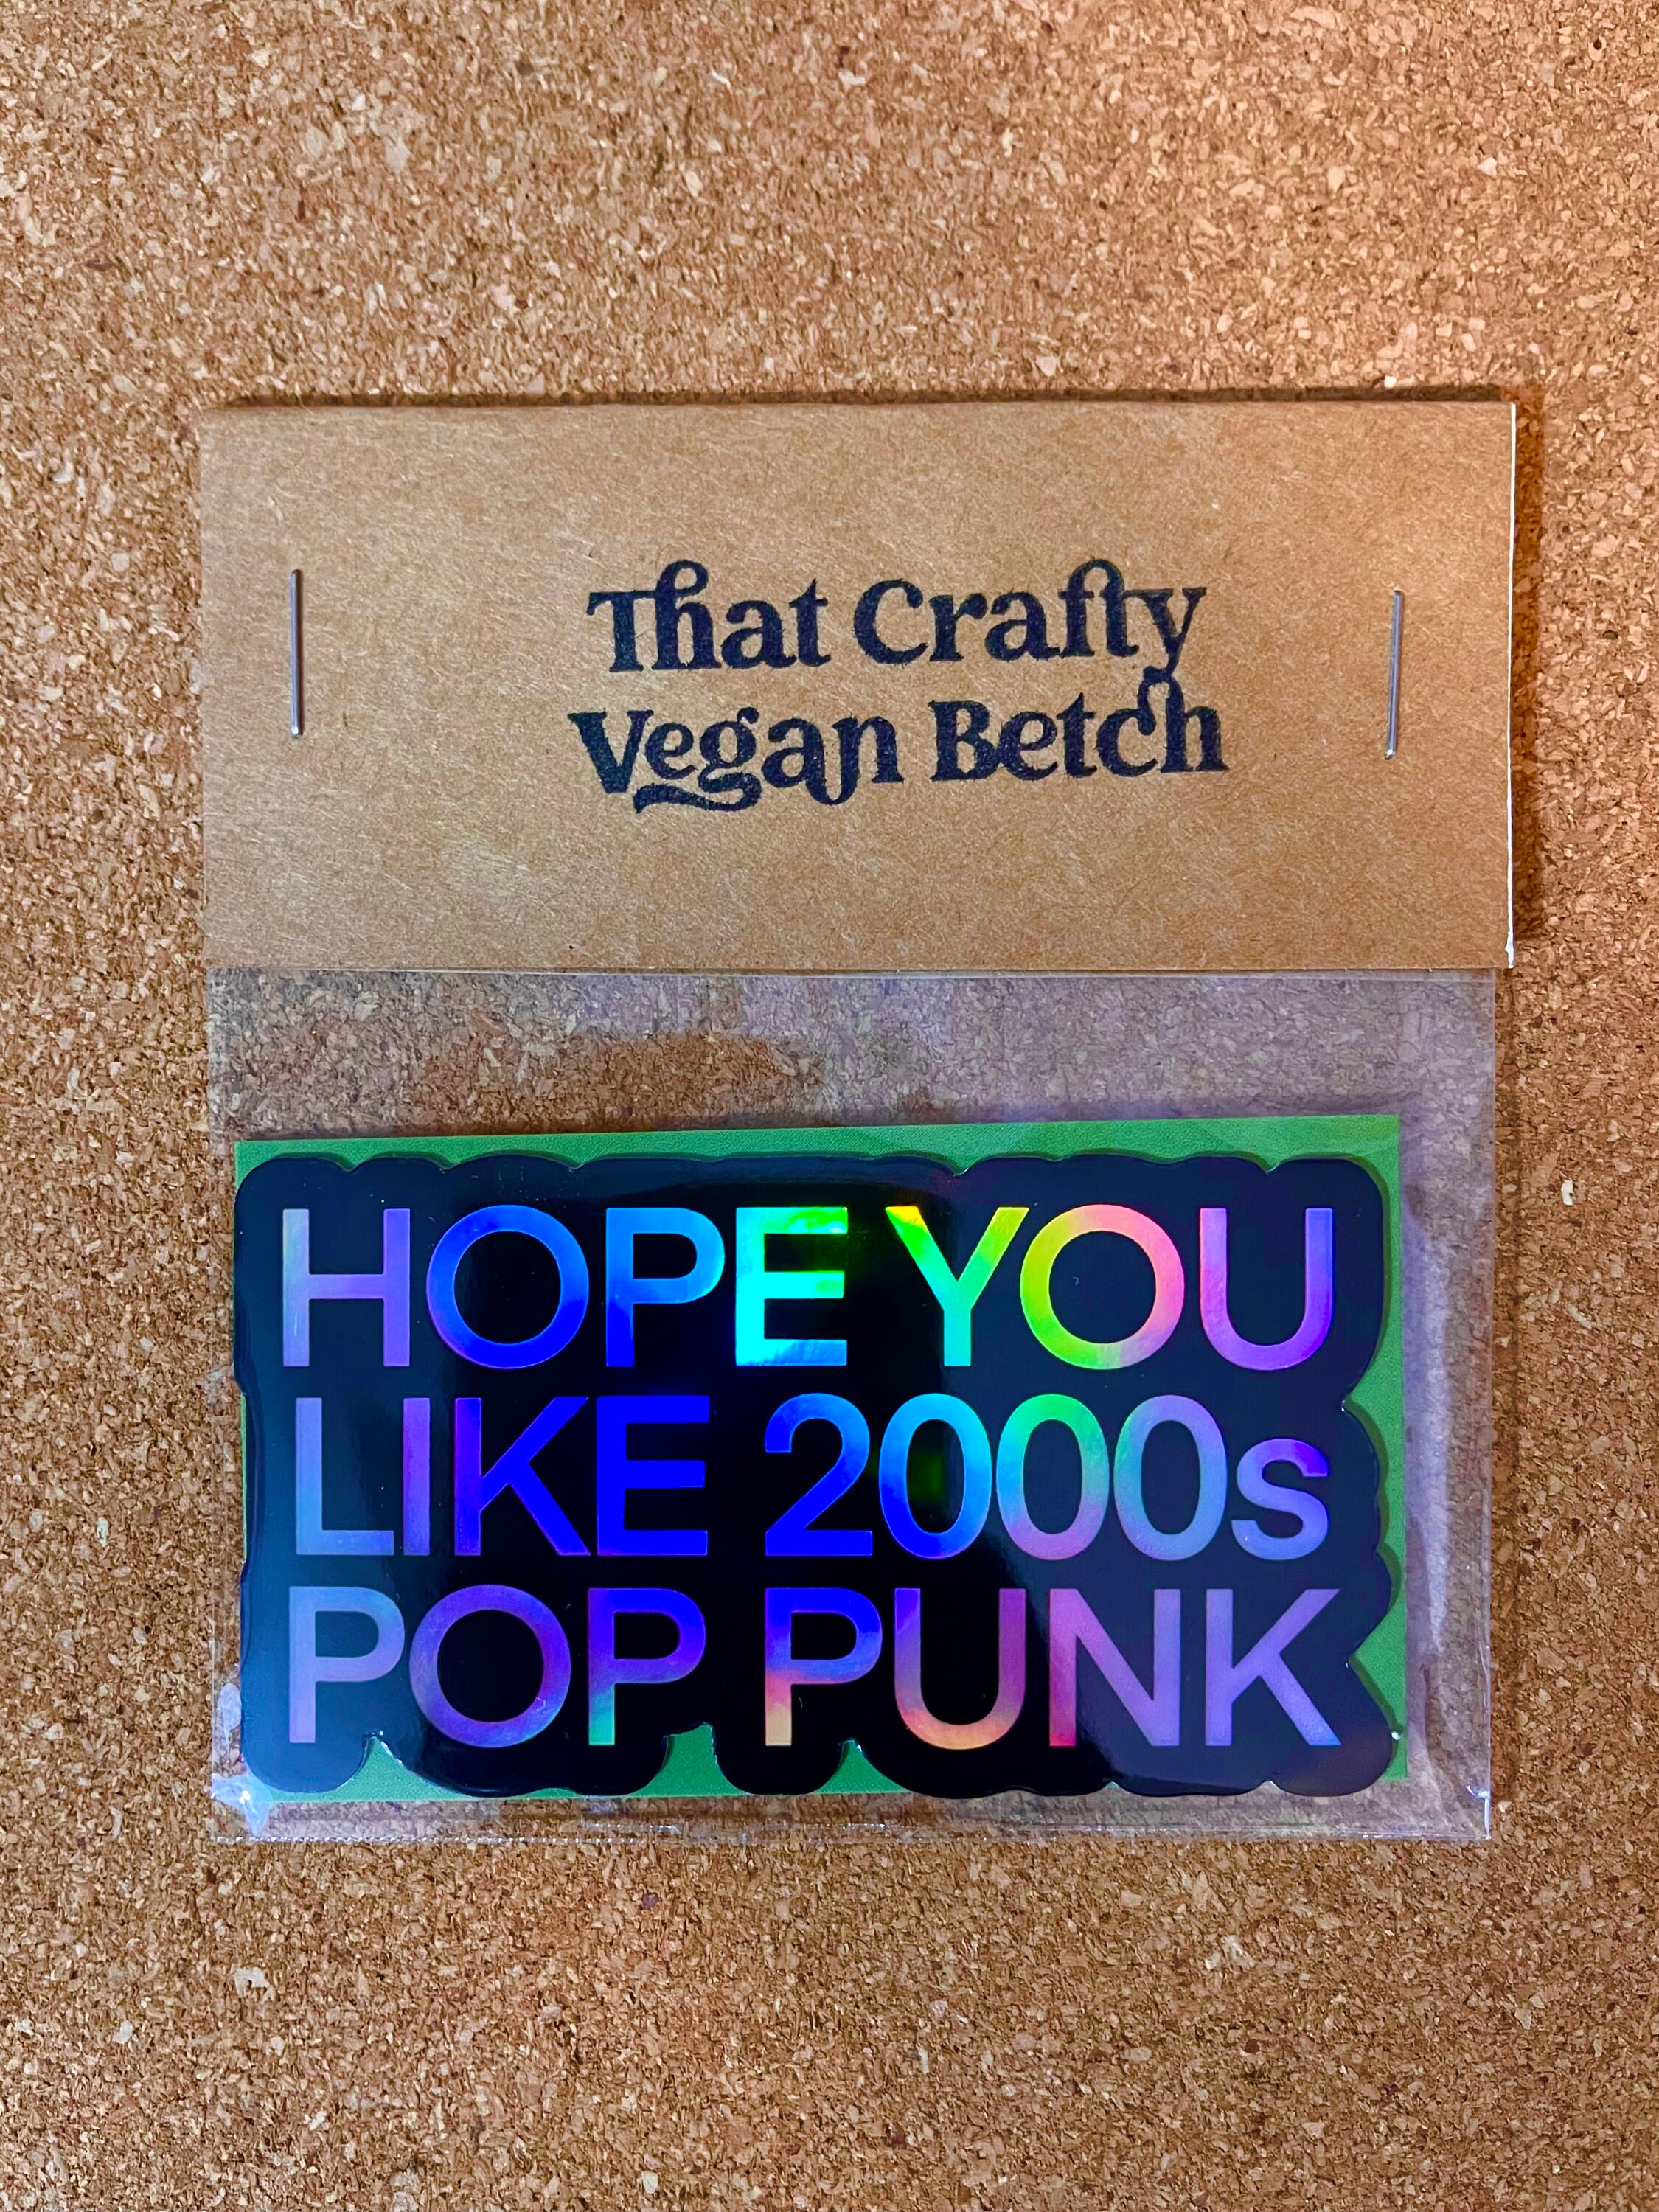 That Crafty
Vegan Betch
HOPE YOU
LIKE 2000s
POP PUNK